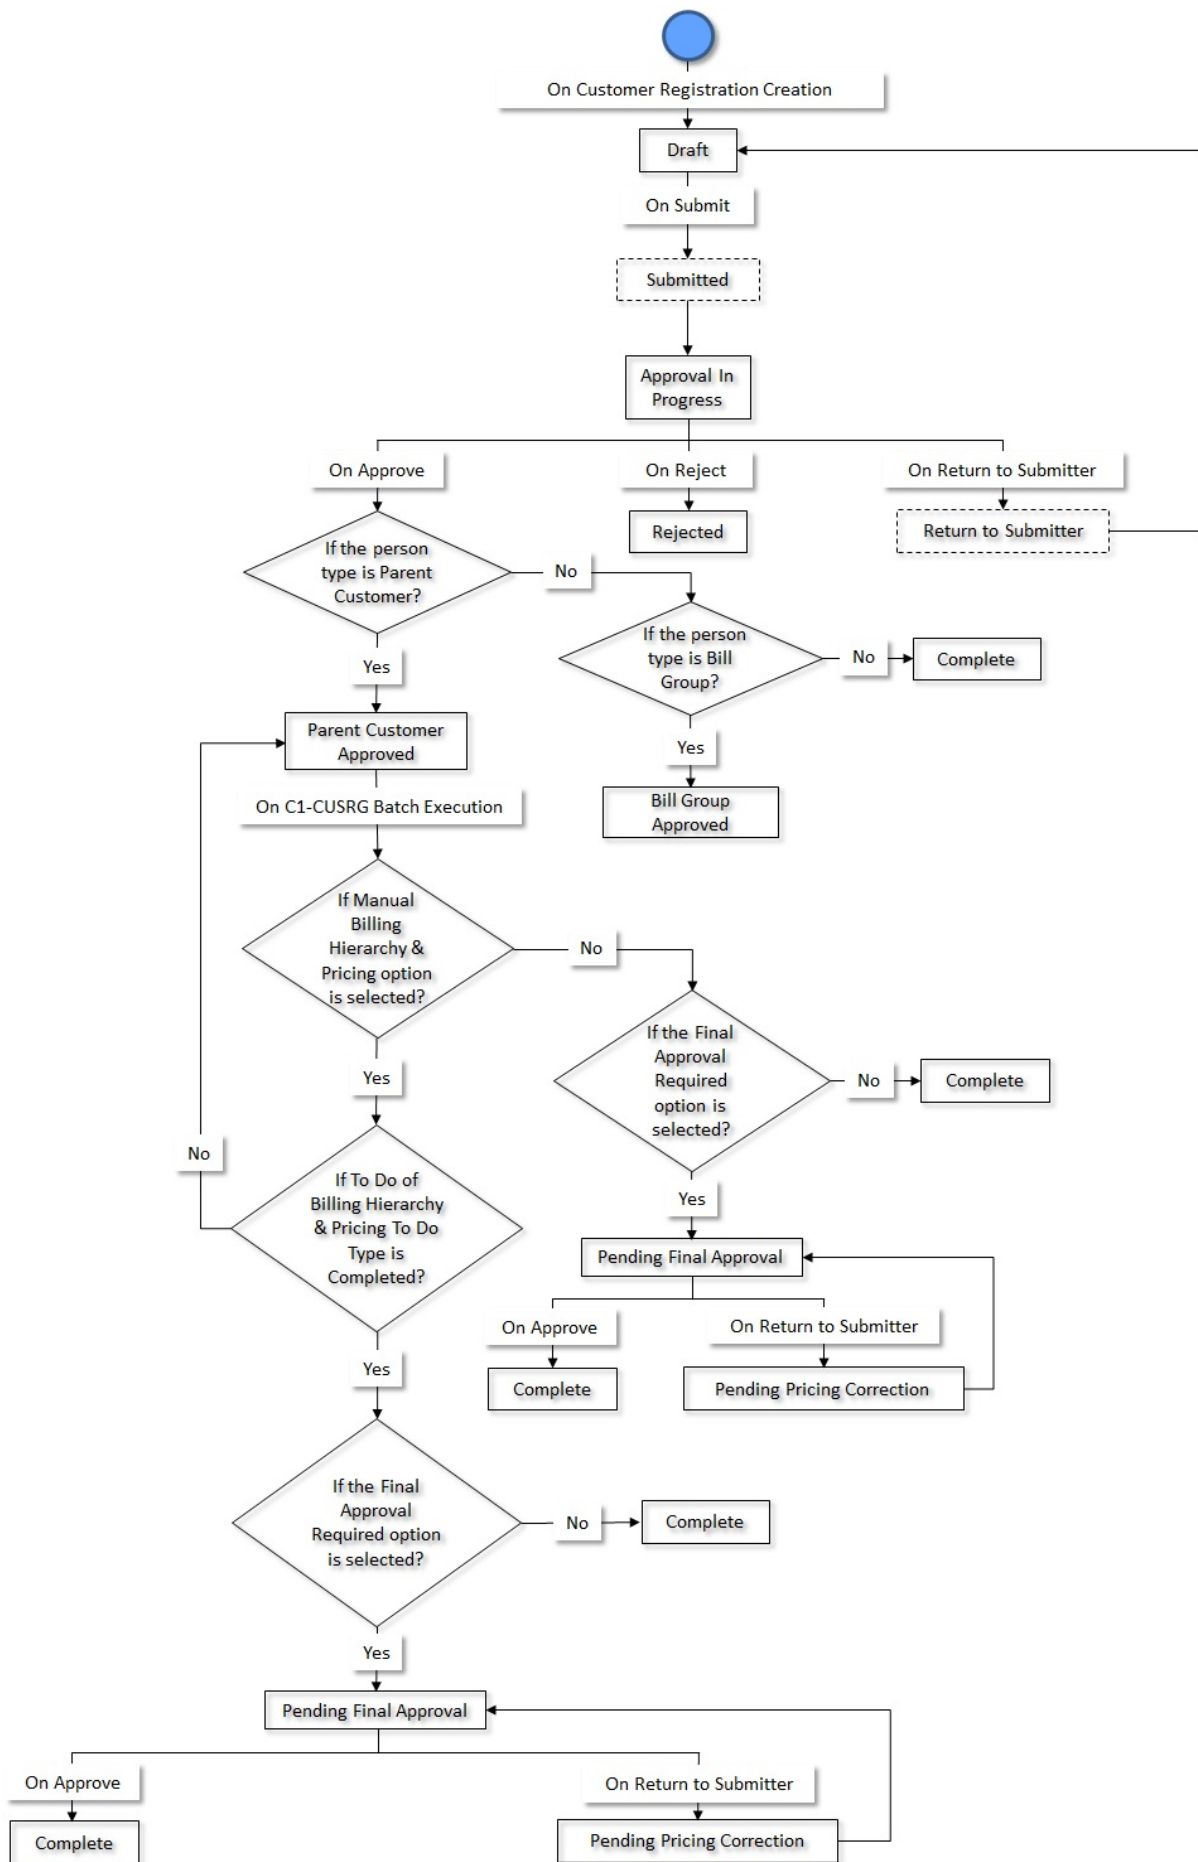 On Customer Registration Creation
Draft
On Submit
Submitted
Approval In
Progress
On Approve
On Reject
On Return to Submitter
If the person
type is Parent
Customer?
Rejected
Return to Submitter
No
If the person
type is Bill
Group?
No
Complete
Yes
Parent Customer
Approved
Yes
Bill Group
Approved
On C1-CUSRG Batch Execution
If Manual
Billing
Hierarchy &
Pricing option
is selected?
No
If the Final
Approval
Required
option is
selected?
No
Complete
Yes
No
If To Do of
Billing Hierarchy
& Pricing To Do
Type is
Completed?
Yes
Pending Final Approval
On Approve
On Return to Submitter
Complete
Pending Pricing Correction
Yes
If the Final
Approval
Required option
is selected?
No
Complete
Yes
Pending Final Approval
On Approve
On Return to Submitter
Complete
Pending Pricing Correction